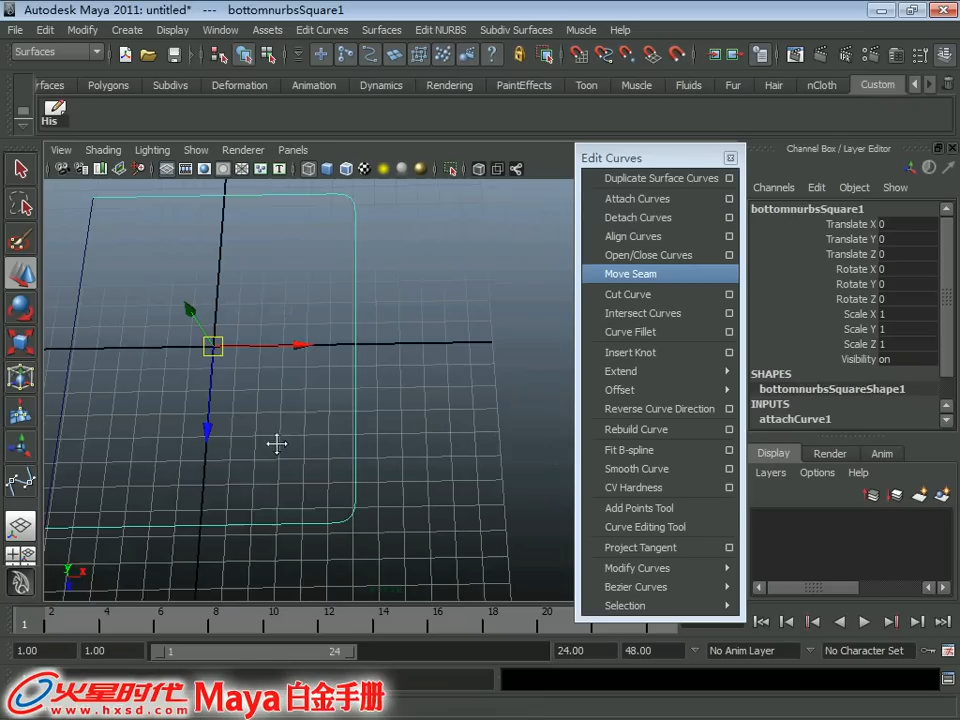 Autodesk Maya 2011: untitled* --- bottomnurbsSquare1
File Edit Modify Create Display Window Assets Edit Curves Surfaces Edit NURBS Subdiv Surfaces Muscle Help
Surfaces
rfaces Polygons Subdivs Deformation Animation Dynamics Rendering PaintEffects Toon Muscle Fluids Fur Hair nCloth Custom
His
View Shading Lighting Show Renderer Panels
Edit Curves
Duplicate Surface Curves
Attach Curves
Detach Curves
Align Curves
Open/Close Curves
Move Seam
Cut Curve
Intersect Curves
Curve Fillet
Insert Knot
Extend
Offset
Reverse Curve Direction
Rebuild Curve
Fit B-spline
Smooth Curve
CV Hardness
Add Points Tool
Curve Editing Tool
Project Tangent
Modify Curves
Bezier Curves
Selection
Channel Box / Layer Editor
Channels Edit Object Show
bottomnurbsSquare1
Translate X 0
Translate Y 0
Translate Z 0
Rotate X 0
Rotate Y 0
Rotate Z 0
Scale X 1
Scale Y 1
Scale Z 1
Visibility on
SHAPES
bottomnurbsSquareShape1
INPUTS
attachCurve1
Display Render Anim
Layers Options Help
y x
2 4 6 8 10 12 14 16 18 20
1
1.00 1.00 1 24 24.00 48.00 No Anim Layer No Character Set
火星时代 Maya 白金手册
www.hxsd.com